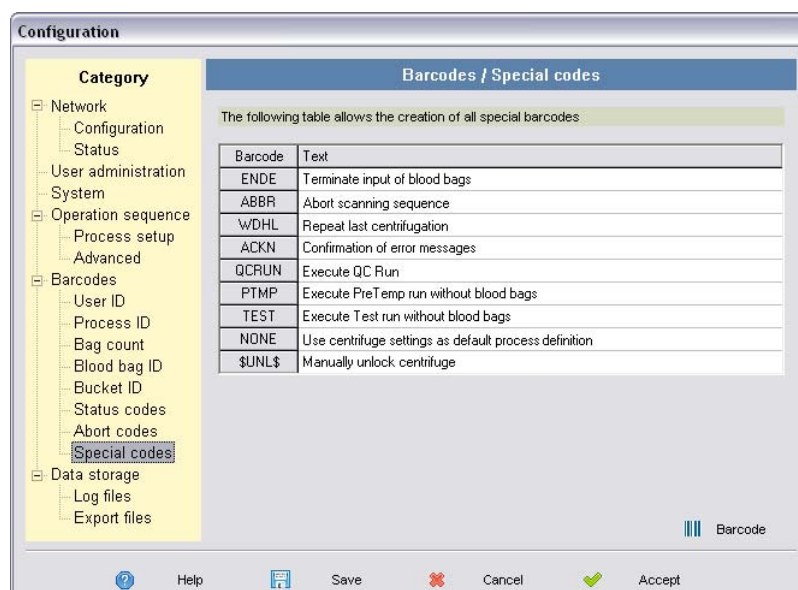 Configuration
Category
Network
Configuration
Status
User administration
System
Operation sequence
Process setup
Advanced
Barcodes
User ID
Process ID
Bag count
Blood bag ID
Bucket ID
Status codes
Abort codes
Special codes
Data storage
Log files
Export files
Barcodes / Special codes
The following table allows the creation of all special barcodes
Barcode Text
ENDE Terminate input of blood bags
ABBR Abort scanning sequence
WDHL Repeat last centrifugation
ACKN Confirmation of error messages
QCRUN Execute QC Run
PTMP Execute PreTemp run without blood bags
TEST Execute Test run without blood bags
NONE Use centrifuge settings as default process definition
$UNL$ Manually unlock centrifuge
Barcode
Help Save Cancel Accept